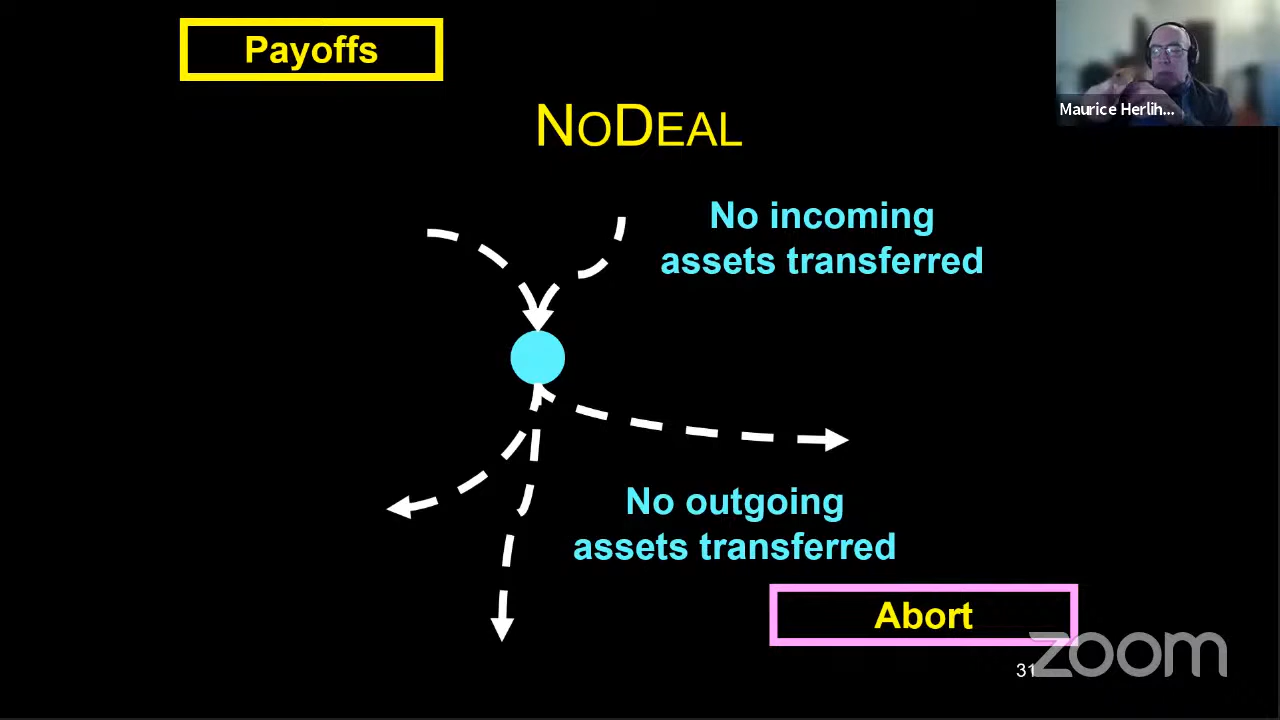 Payoffs
Maurice Herlih...
NODEAL
No incoming
assets transferred
No outgoing
assets transferred
Abort
31
zoom